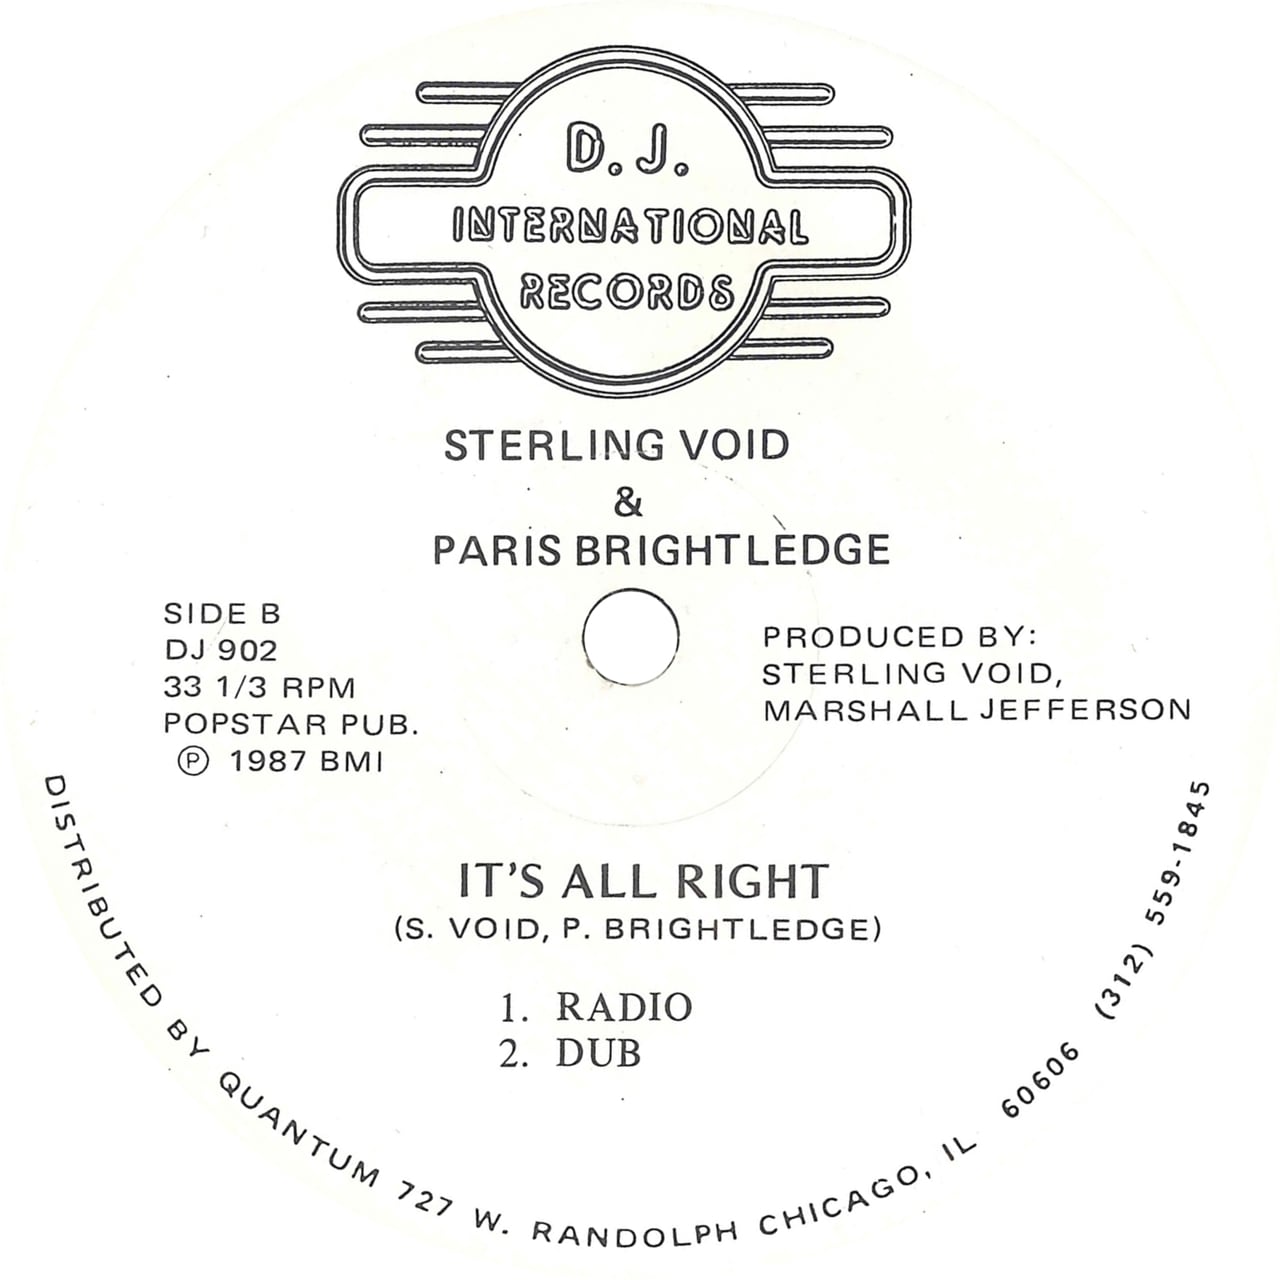 D.J.
INTERNATIONAL
RECORDS
STERLING VOID
&
PARIS BRIGHTLEDGE
SIDE B
DJ 902
33 1/3 RPM
POPSTAR PUB.
℗ 1987 BMI
PRODUCED BY:
STERLING VOID,
MARSHALL JEFFERSON
IT'S ALL RIGHT
(S. VOID, P. BRIGHTLEDGE)
1. RADIO
2. DUB
DISTRIBUTED BY QUANTUM 727 W. RANDOLPH CHICAGO, IL 60606 (312) 559-1845